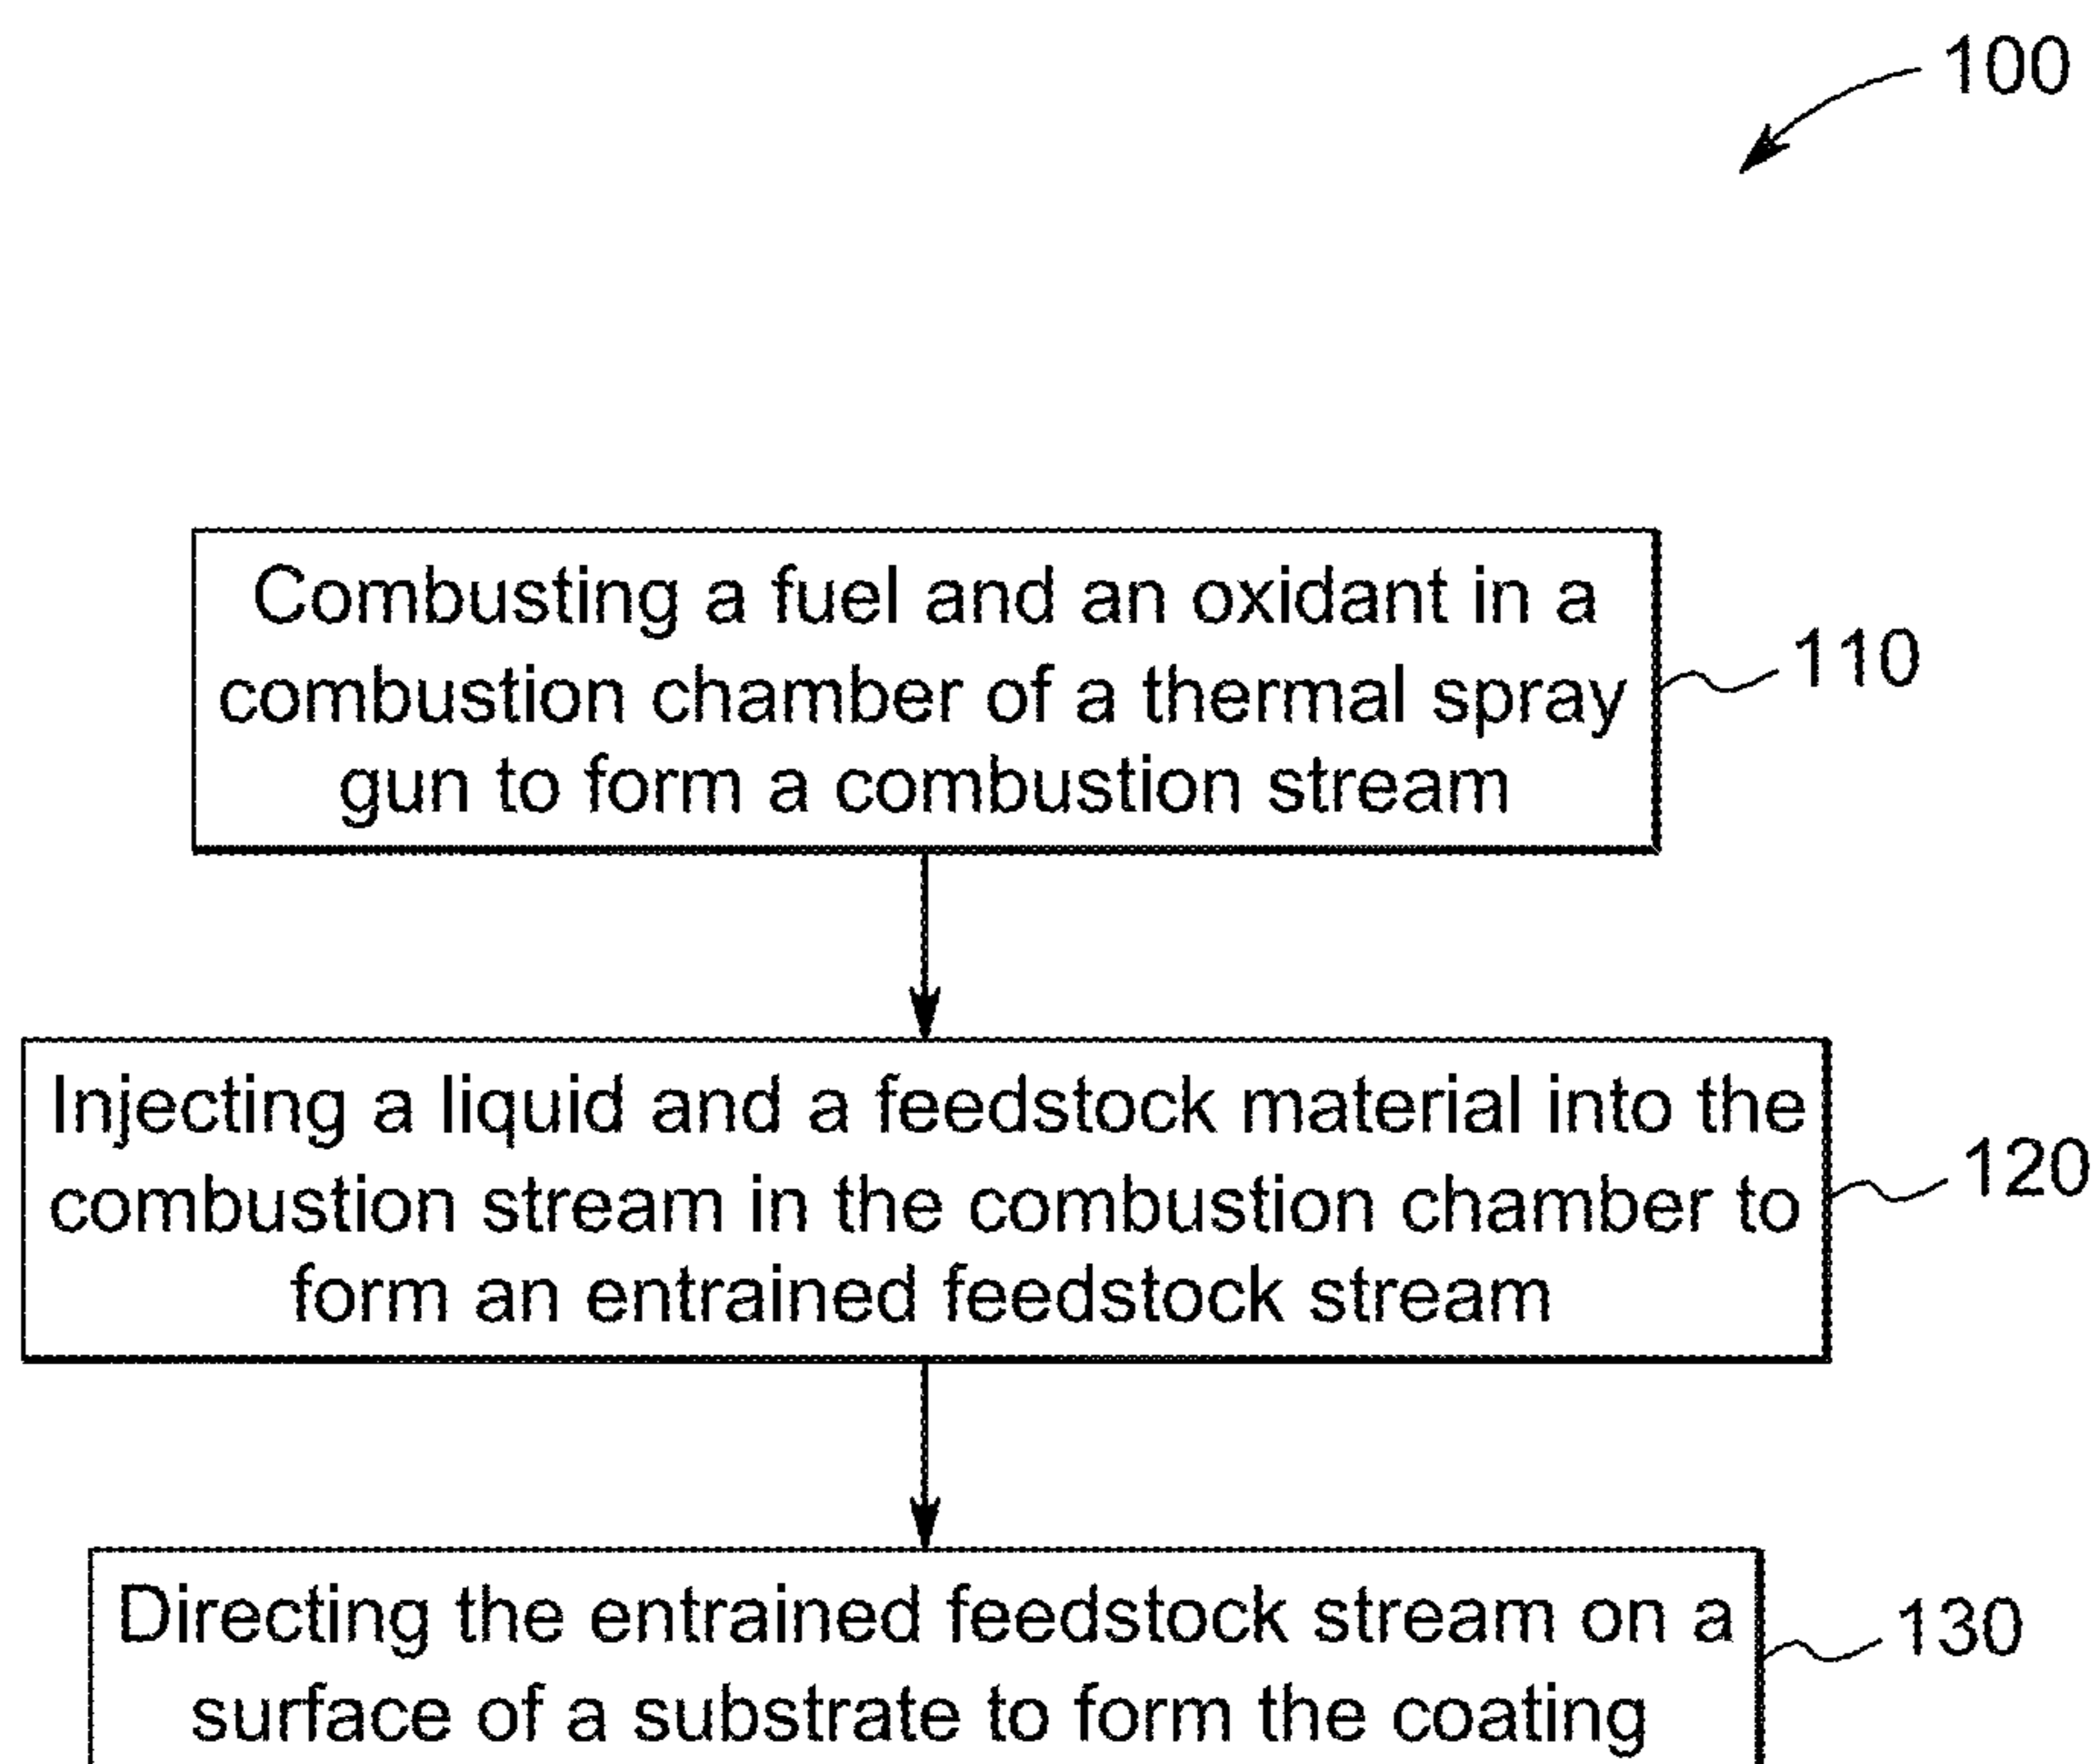 100
Combusting a fuel and an oxidant in a
combustion chamber of a thermal spray
gun to form a combustion stream
110
Injecting a liquid and a feedstock material into the
combustion stream in the combustion chamber to
form an entrained feedstock stream
120
Directing the entrained feedstock stream on a
surface of a substrate to form the coating
130